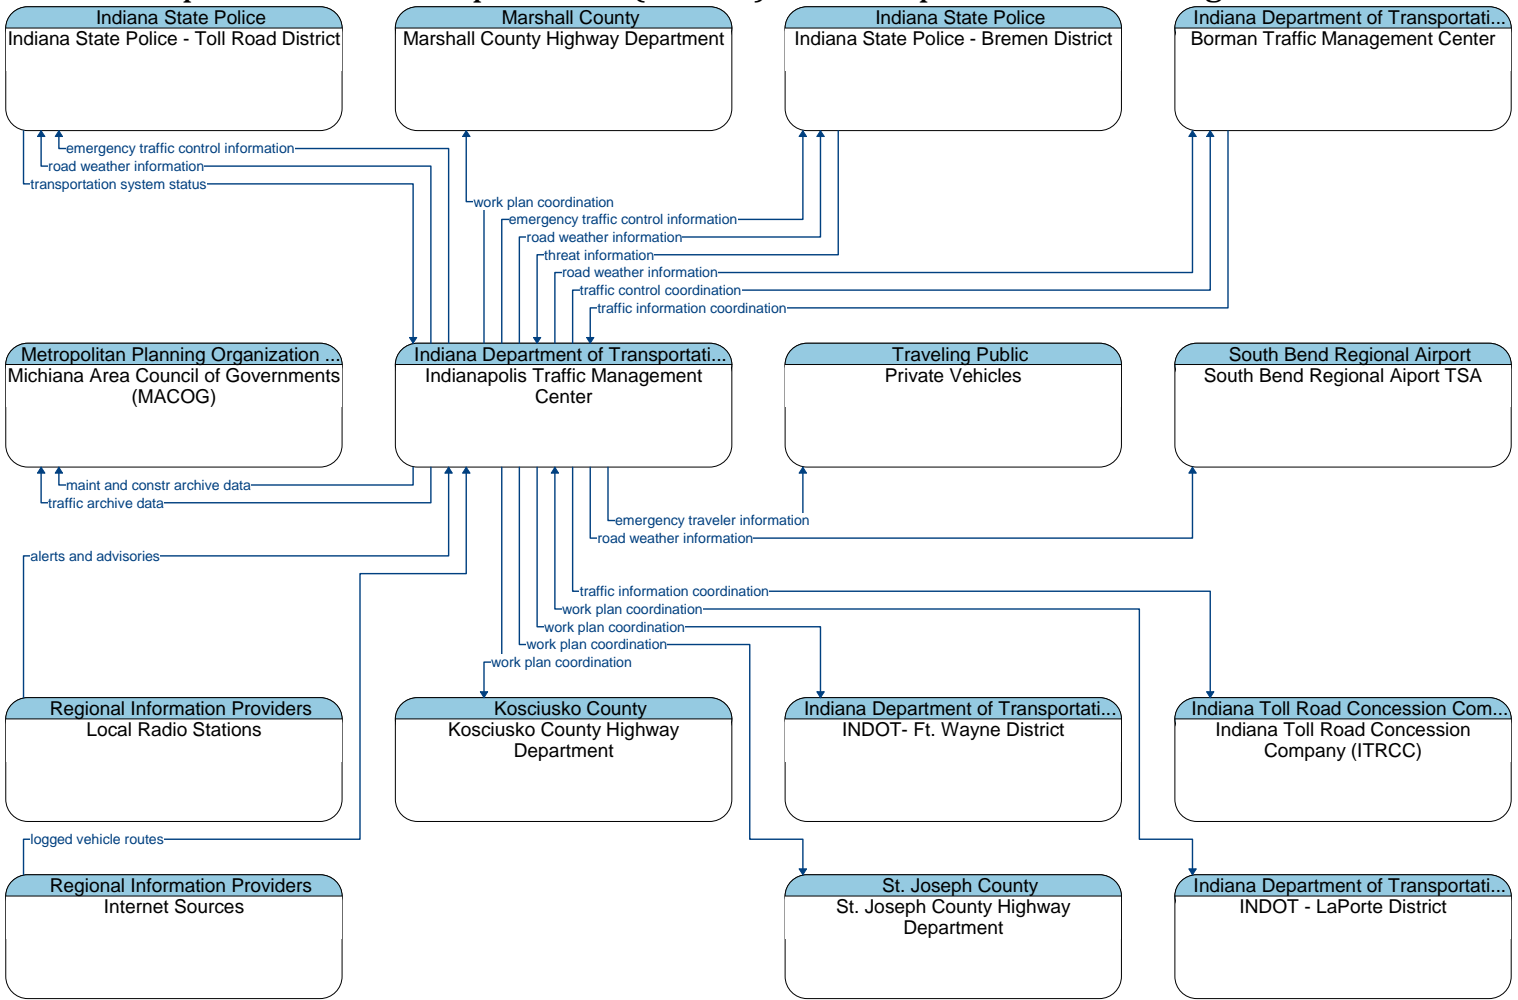 Indiana State Police
Indiana State Police - Toll Road District
Marshall County
Marshall County Highway Department
Indiana State Police
Indiana State Police - Bremen District
Indiana Department of Transportati...
Borman Traffic Management Center
emergency traffic control information
road weather information
transportation system status
work plan coordination
emergency traffic control information
road weather information
threat information
road weather information
traffic control coordination
traffic information coordination
Metropolitan Planning Organization ...
Michiana Area Council of Governments
(MACOG)
Indiana Department of Transportati...
Indianapolis Traffic Management
Center
Traveling Public
Private Vehicles
South Bend Regional Airport
South Bend Regional Aiport TSA
maint and constr archive data
traffic archive data
emergency traveler information
road weather information
alerts and advisories
traffic information coordination
work plan coordination
work plan coordination
work plan coordination
work plan coordination
Regional Information Providers
Local Radio Stations
Kosciusko County
Kosciusko County Highway
Department
Indiana Department of Transportati...
INDOT- Ft. Wayne District
Indiana Toll Road Concession Com...
Indiana Toll Road Concession
Company (ITRCC)
logged vehicle routes
Regional Information Providers
Internet Sources
St. Joseph County
St. Joseph County Highway
Department
Indiana Department of Transportati...
INDOT - LaPorte District